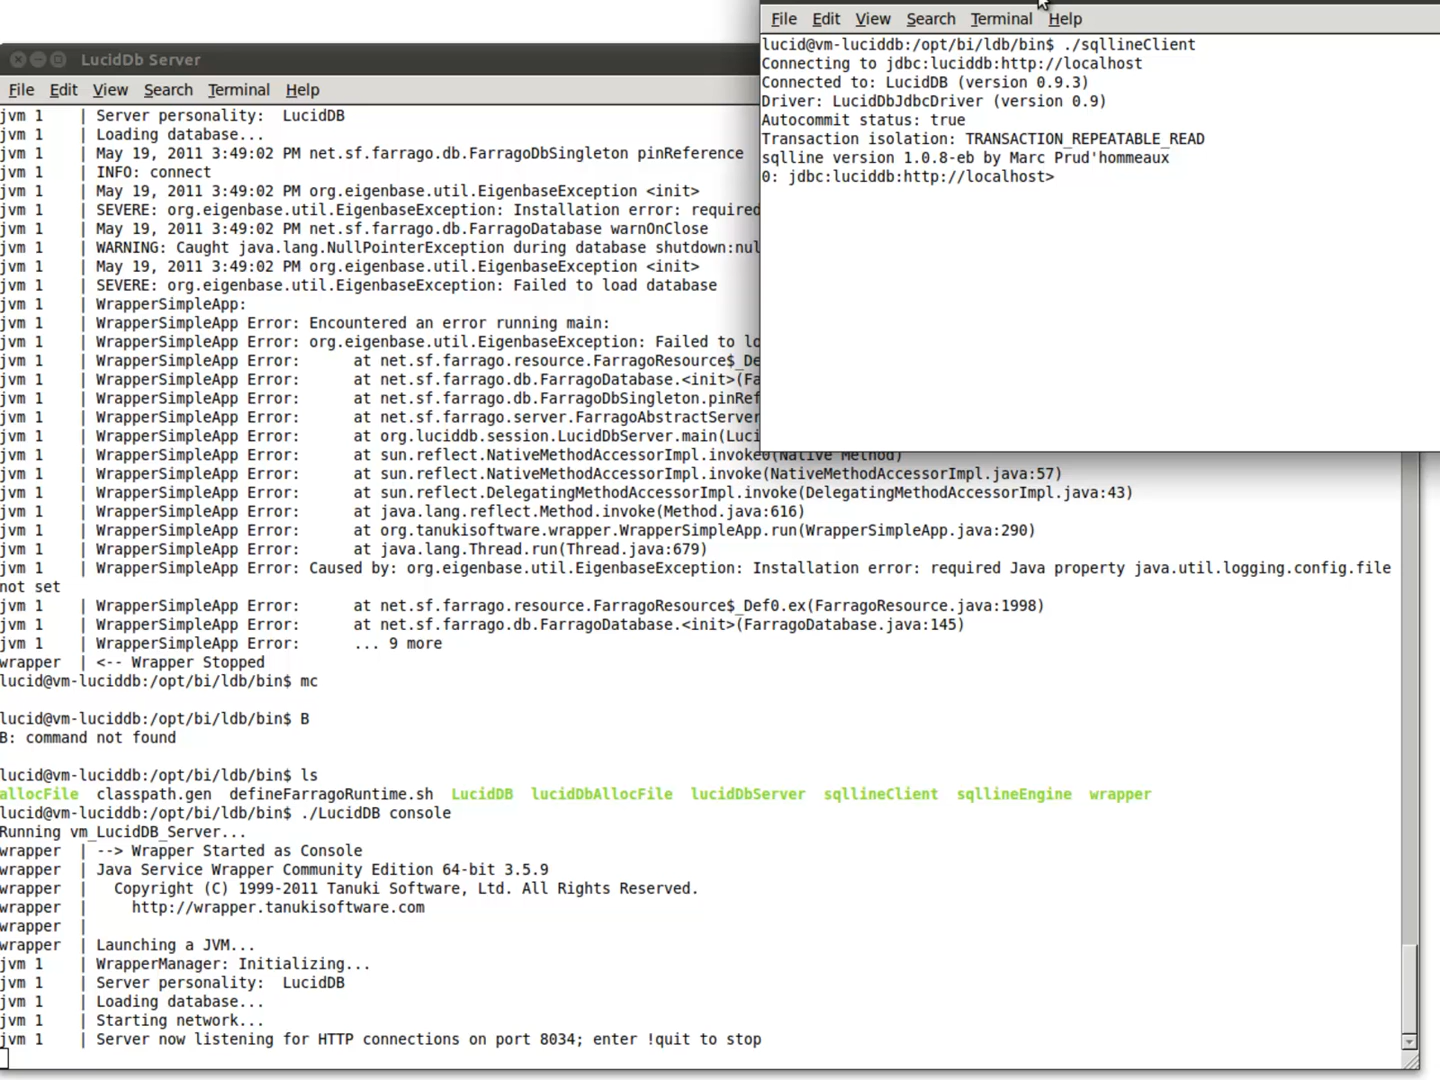 File Edit View Search Terminal Help
lucid@vm-luciddb:/opt/bi/ldb/bin$ ./sqllineClient
Connecting to jdbc:luciddb:http://localhost
Connected to: LucidDB (version 0.9.3)
Driver: LucidDbJdbcDriver (version 0.9)
Autocommit status: true
Transaction isolation: TRANSACTION_REPEATABLE_READ
sqlline version 1.0.8-eb by Marc Prud'hommeaux
0: jdbc:luciddb:http://localhost>
LucidDb Server
File Edit View Search Terminal Help
jvm 1    | Server personality:  LucidDB
jvm 1    | Loading database...
jvm 1    | May 19, 2011 3:49:02 PM net.sf.farrago.db.FarragoDbSingleton pinReference
jvm 1    | INFO: connect
jvm 1    | May 19, 2011 3:49:02 PM org.eigenbase.util.EigenbaseException <init>
jvm 1    | SEVERE: org.eigenbase.util.EigenbaseException: Installation error: required
jvm 1    | May 19, 2011 3:49:02 PM net.sf.farrago.db.FarragoDatabase warnOnClose
jvm 1    | WARNING: Caught java.lang.NullPointerException during database shutdown:nul
jvm 1    | May 19, 2011 3:49:02 PM org.eigenbase.util.EigenbaseException <init>
jvm 1    | SEVERE: org.eigenbase.util.EigenbaseException: Failed to load database
jvm 1    | WrapperSimpleApp:
jvm 1    | WrapperSimpleApp Error: Encountered an error running main:
jvm 1    | WrapperSimpleApp Error: org.eigenbase.util.EigenbaseException: Failed to lo
jvm 1    | WrapperSimpleApp Error:      at net.sf.farrago.resource.FarragoResource$_De
jvm 1    | WrapperSimpleApp Error:      at net.sf.farrago.db.FarragoDatabase.<init>(Fa
jvm 1    | WrapperSimpleApp Error:      at net.sf.farrago.db.FarragoDbSingleton.pinRef
jvm 1    | WrapperSimpleApp Error:      at net.sf.farrago.server.FarragoAbstractServer
jvm 1    | WrapperSimpleApp Error:      at org.luciddb.session.LucidDbServer.main(Luci
jvm 1    | WrapperSimpleApp Error:      at sun.reflect.NativeMethodAccessorImpl.invoke0(Native Method)
jvm 1    | WrapperSimpleApp Error:      at sun.reflect.NativeMethodAccessorImpl.invoke(NativeMethodAccessorImpl.java:57)
jvm 1    | WrapperSimpleApp Error:      at sun.reflect.DelegatingMethodAccessorImpl.invoke(DelegatingMethodAccessorImpl.java:43)
jvm 1    | WrapperSimpleApp Error:      at java.lang.reflect.Method.invoke(Method.java:616)
jvm 1    | WrapperSimpleApp Error:      at org.tanukisoftware.wrapper.WrapperSimpleApp.run(WrapperSimpleApp.java:290)
jvm 1    | WrapperSimpleApp Error:      at java.lang.Thread.run(Thread.java:679)
jvm 1    | WrapperSimpleApp Error: Caused by: org.eigenbase.util.EigenbaseException: Installation error: required Java property java.util.logging.config.file
not set
jvm 1    | WrapperSimpleApp Error:      at net.sf.farrago.resource.FarragoResource$_Def0.ex(FarragoResource.java:1998)
jvm 1    | WrapperSimpleApp Error:      at net.sf.farrago.db.FarragoDatabase.<init>(FarragoDatabase.java:145)
jvm 1    | WrapperSimpleApp Error:      ... 9 more
wrapper  | <-- Wrapper Stopped
lucid@vm-luciddb:/opt/bi/ldb/bin$ mc
lucid@vm-luciddb:/opt/bi/ldb/bin$ B
B: command not found
lucid@vm-luciddb:/opt/bi/ldb/bin$ ls
allocFile  classpath.gen  defineFarragoRuntime.sh  LucidDB  lucidDbAllocFile  lucidDbServer  sqllineClient  sqllineEngine  wrapper
lucid@vm-luciddb:/opt/bi/ldb/bin$ ./LucidDB console
Running vm_LucidDB_Server...
wrapper  | --> Wrapper Started as Console
wrapper  | Java Service Wrapper Community Edition 64-bit 3.5.9
wrapper  |   Copyright (C) 1999-2011 Tanuki Software, Ltd. All Rights Reserved.
wrapper  |     http://wrapper.tanukisoftware.com
wrapper  |
wrapper  | Launching a JVM...
jvm 1    | WrapperManager: Initializing...
jvm 1    | Server personality:  LucidDB
jvm 1    | Loading database...
jvm 1    | Starting network...
jvm 1    | Server now listening for HTTP connections on port 8034; enter !quit to stop